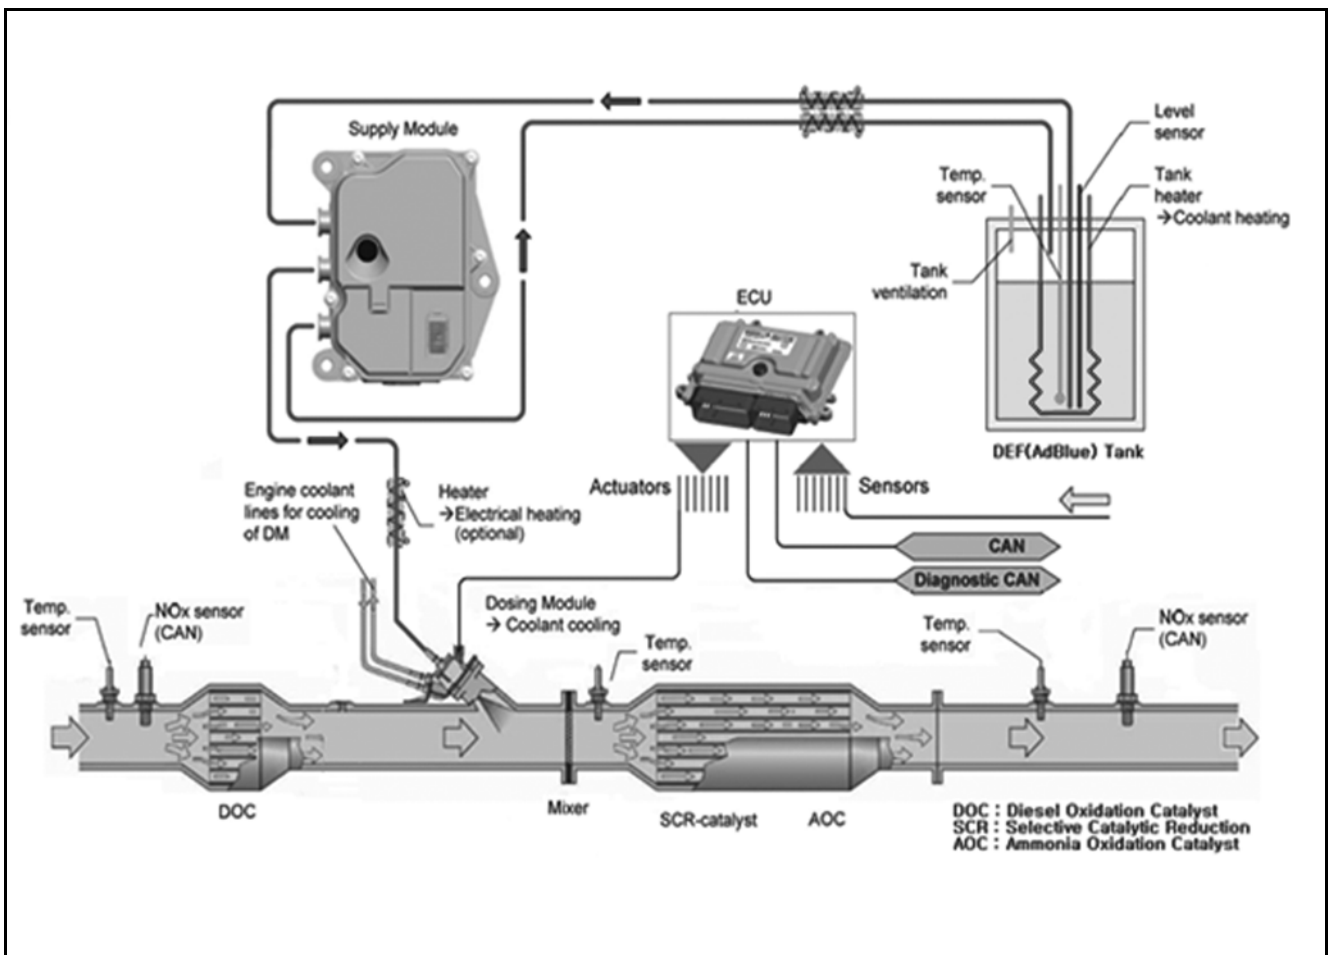 Supply Module
Level
sensor
Temp.
sensor
Tank
heater
→Coolant heating
Tank
ventilation
ECU
DEF(AdBlue) Tank
Actuators
Sensors
Engine coolant
lines for cooling
of DM
Heater
→Electrical heating
(optional)
CAN
Diagnostic CAN
Temp.
sensor
NOx sensor
(CAN)
Dosing Module
→ Coolant cooling
Temp.
sensor
Temp.
sensor
NOx sensor
(CAN)
DOC
Mixer
SCR-catalyst
AOC
DOC : Diesel Oxidation Catalyst
SCR : Selective Catalytic Reduction
AOC : Ammonia Oxidation Catalyst